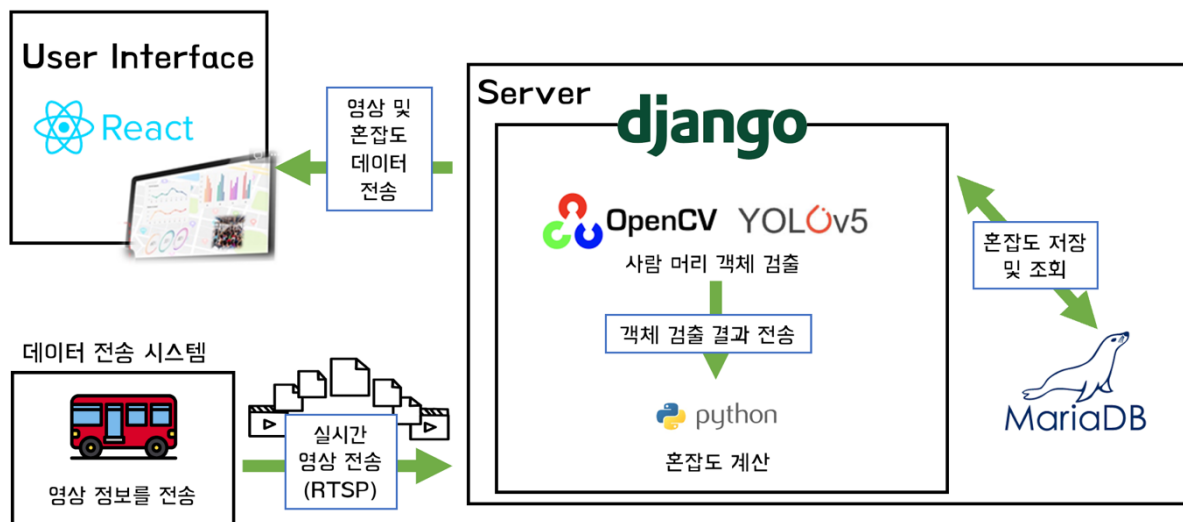 User Interface
React
영상 및
혼잡도
데이터
전송
Server
django
OpenCV
YOLOv5
사람 머리 객체 검출
객체 검출 결과 전송
python
혼잡도 계산
혼잡도 저장
및 조회
MariaDB
데이터 전송 시스템
영상 정보를 전송
실시간
영상 전송
(RTSP)